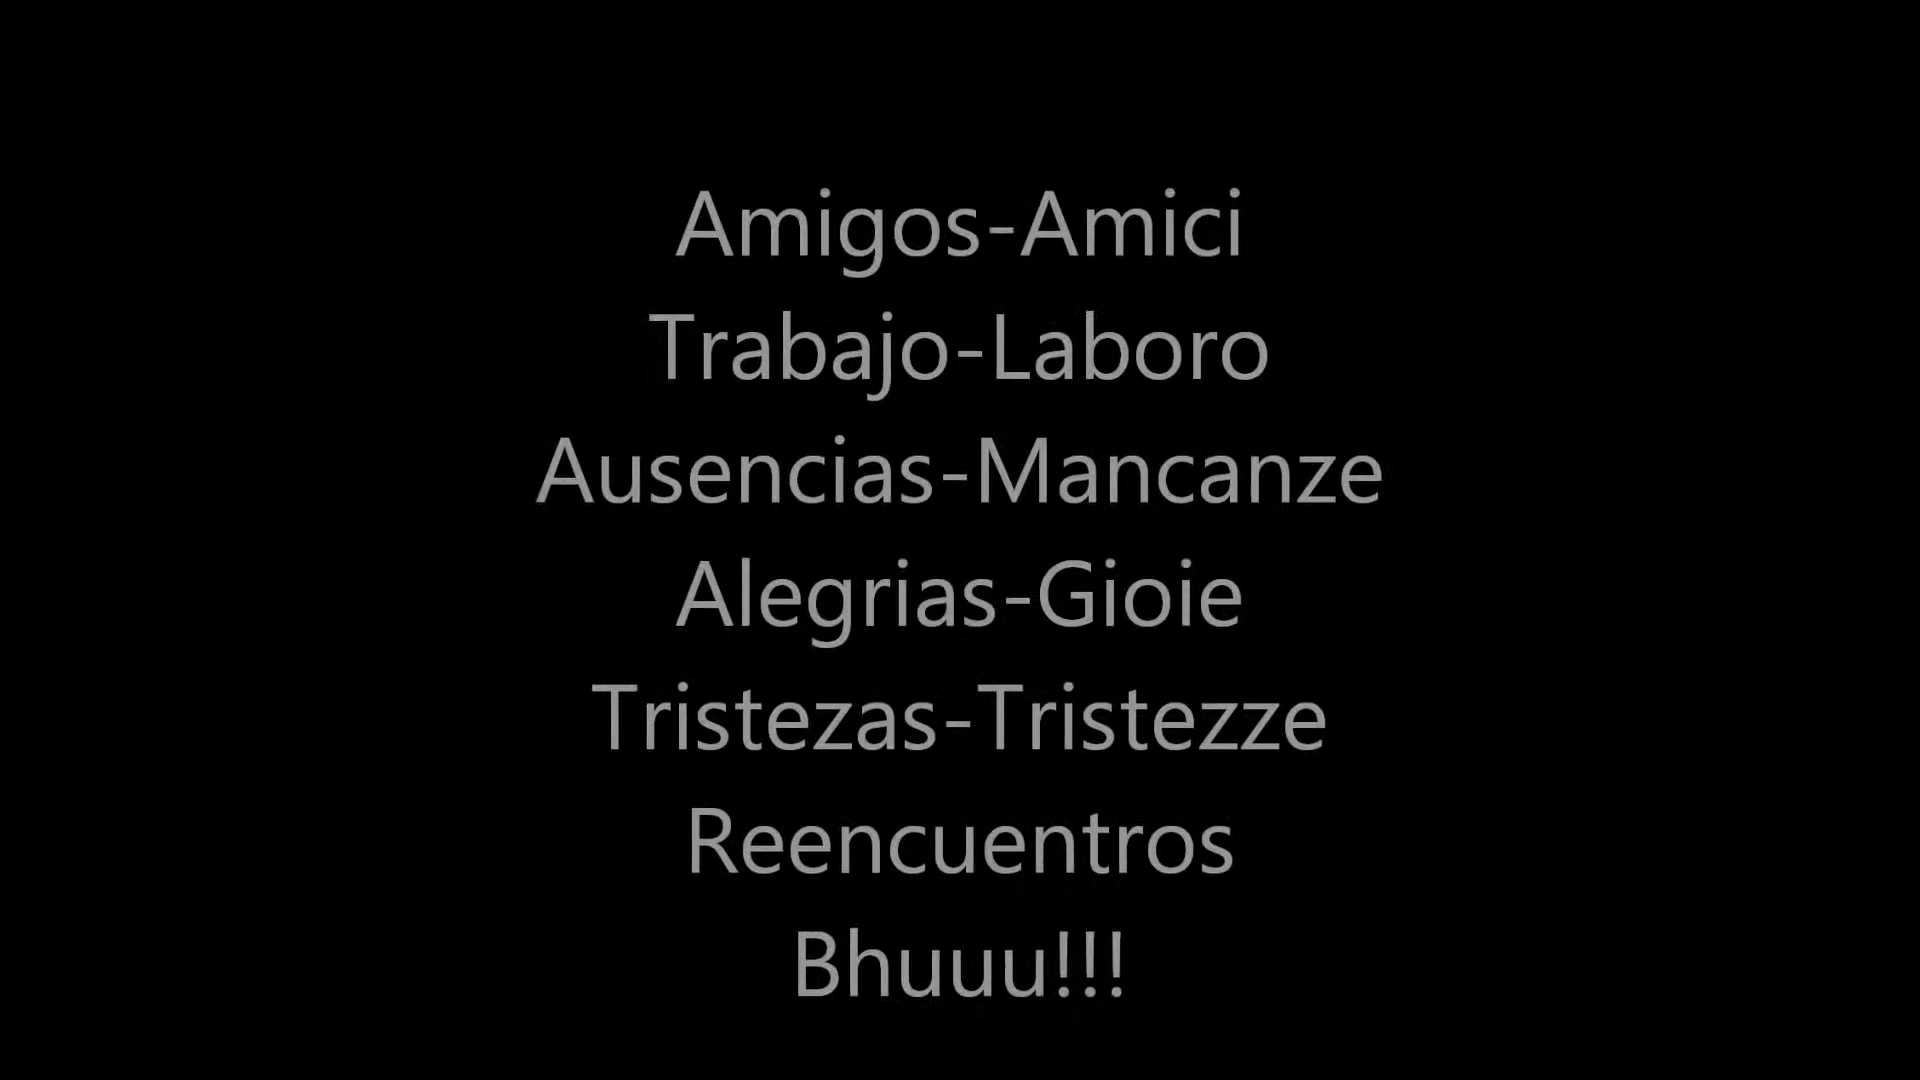 Amigos-Amici
Trabajo-Laboro
Ausencias-Mancanze
Alegrias-Gioie
Tristezas-Tristezze
Reencuentros
Bhuuu!!!